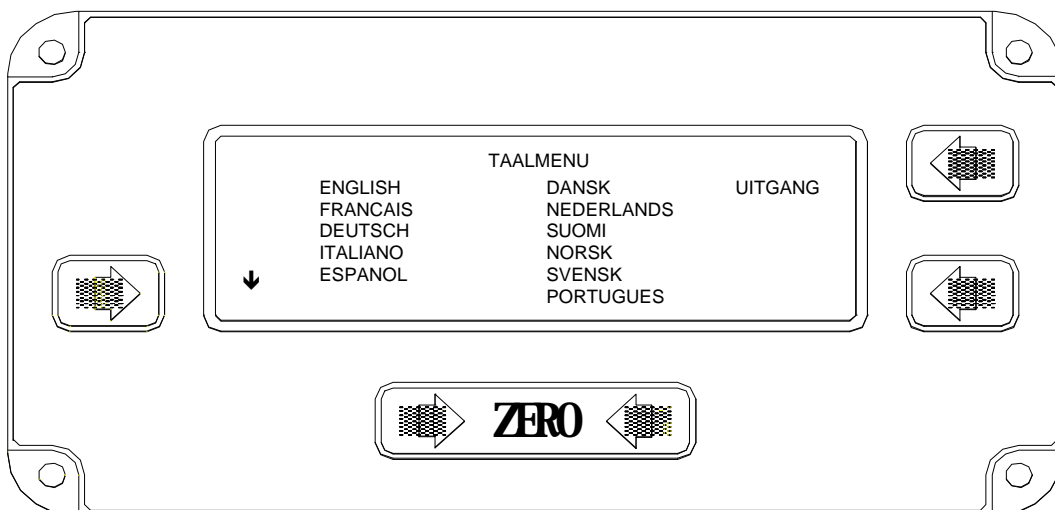 TAALMENU
ENGLISH DANSK UITGANG
FRANCAIS NEDERLANDS
DEUTSCH SUOMI
ITALIANO NORSK
ESPANOL SVENSK
PORTUGUES
ZERO